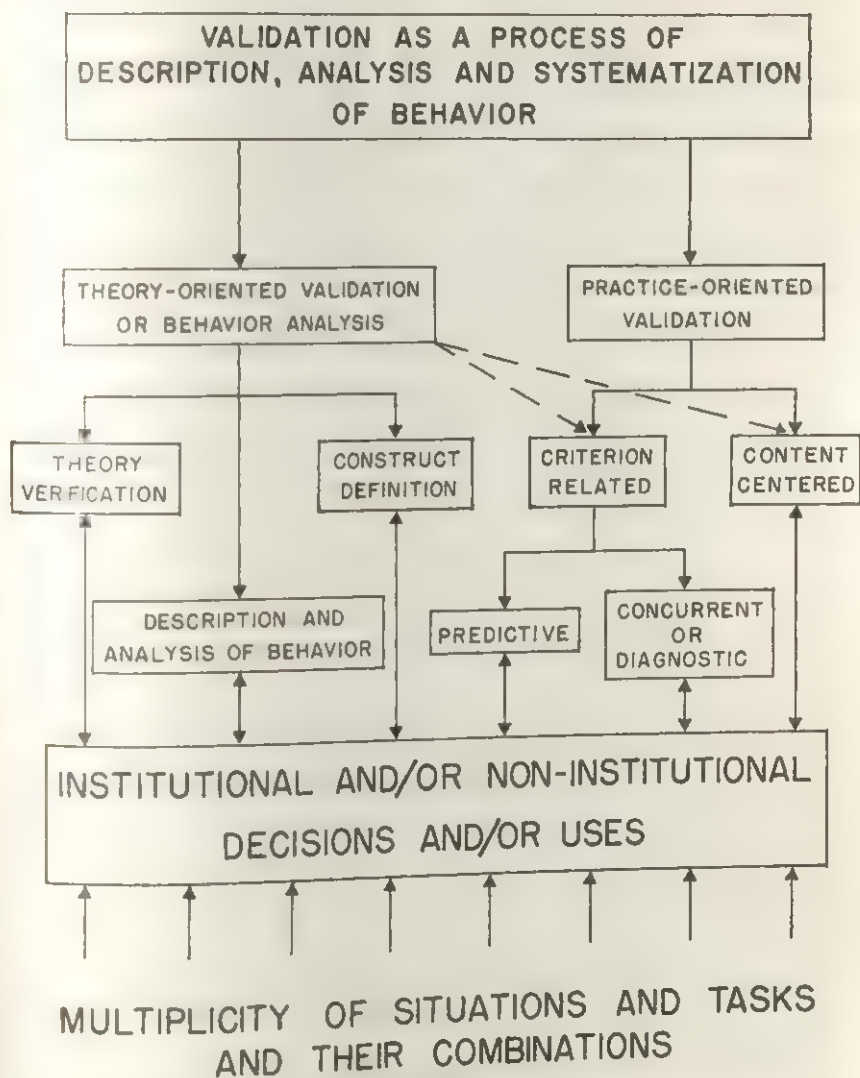 VALIDATION AS A PROCESS OF
DESCRIPTION, ANALYSIS AND SYSTEMATIZATION
OF BEHAVIOR
THEORY-ORIENTED VALIDATION
OR BEHAVIOR ANALYSIS
PRACTICE-ORIENTED
VALIDATION
THEORY
VERIFICATION
CONSTRUCT
DEFINITION
CRITERION
RELATED
CONTENT
CENTERED
DESCRIPTION AND
ANALYSIS OF BEHAVIOR
PREDICTIVE
CONCURRENT
OR
DIAGNOSTIC
INSTITUTIONAL AND/OR NON-INSTITUTIONAL
DECISIONS AND/OR USES
MULTIPLICITY OF SITUATIONS AND TASKS
AND THEIR COMBINATIONS